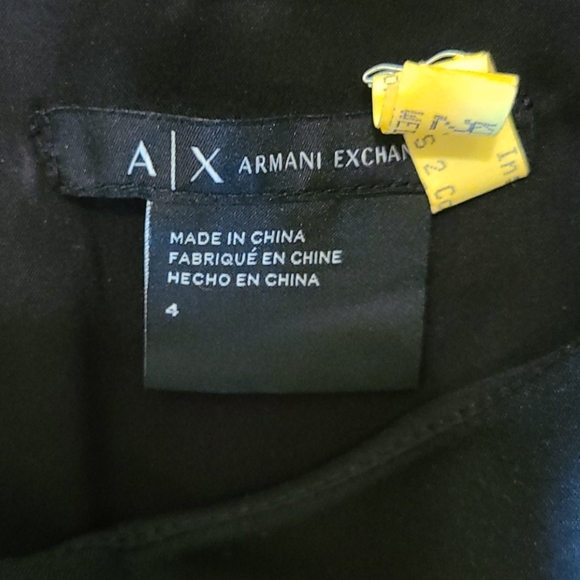 A|X ARMANI EXCHAN
MADE IN CHINA
FABRIQUÉ EN CHINE
HECHO EN CHINA
4